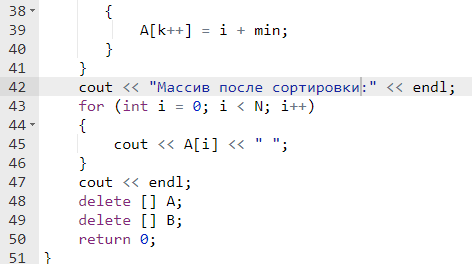 38 {
39 A[k++] = i + min;
40 }
41 }
42 cout << "Массив после сортировки:" << endl;
43 for (int i = 0; i < N; i++)
44 {
45 cout << A[i] << " ";
46 }
47 cout << endl;
48 delete [] A;
49 delete [] B;
50 return 0;
51 }